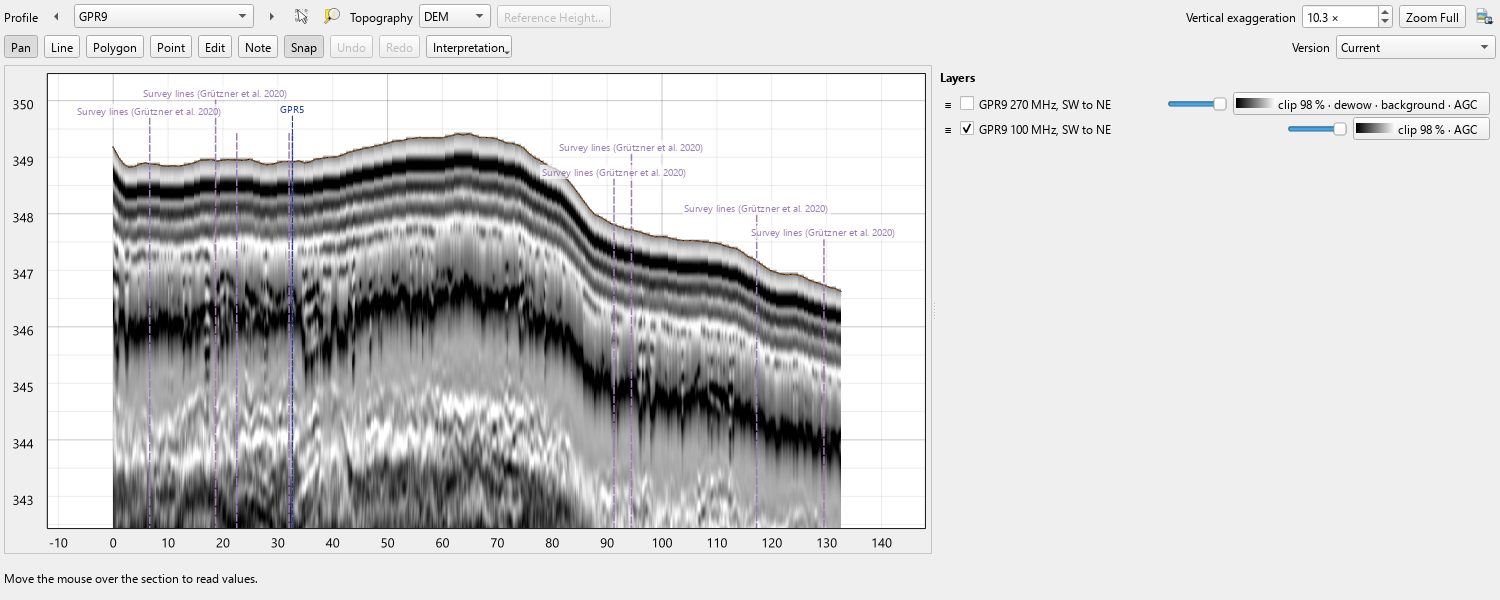 Profile GPR9 Topography DEM Reference Height... Vertical exaggeration 10.3 × Zoom Full
Pan Line Polygon Point Edit Note Snap Undo Redo Interpretation Version Current
Layers
GPR9 270 MHz, SW to NE clip 98 % · dewow · background · AGC
GPR9 100 MHz, SW to NE clip 98 % · AGC
Survey lines (Grützner et al. 2020)
Survey lines (Grützner et al. 2020)
GPR5
Survey lines (Grützner et al. 2020)
Survey lines (Grützner et al. 2020)
Survey lines (Grützner et al. 2020)
Survey lines (Grützner et al. 2020)
350
349
348
347
346
345
344
343
-10 0 10 20 30 40 50 60 70 80 90 100 110 120 130 140
Move the mouse over the section to read values.